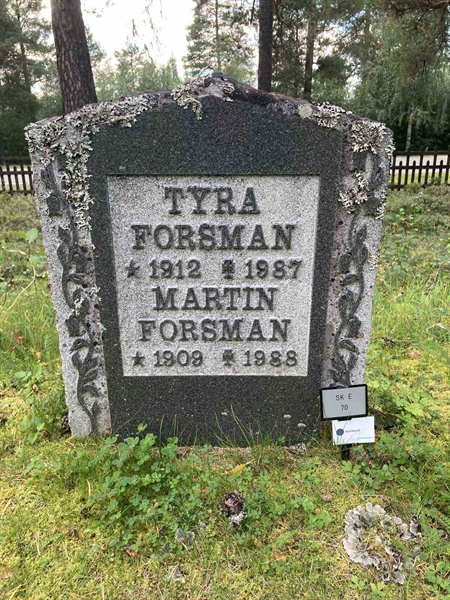 TYRA
FORSMAN
★ 1912 ✝ 1987
MARTIN
FORSMAN
★ 1909 ✝ 1988
SK E
70